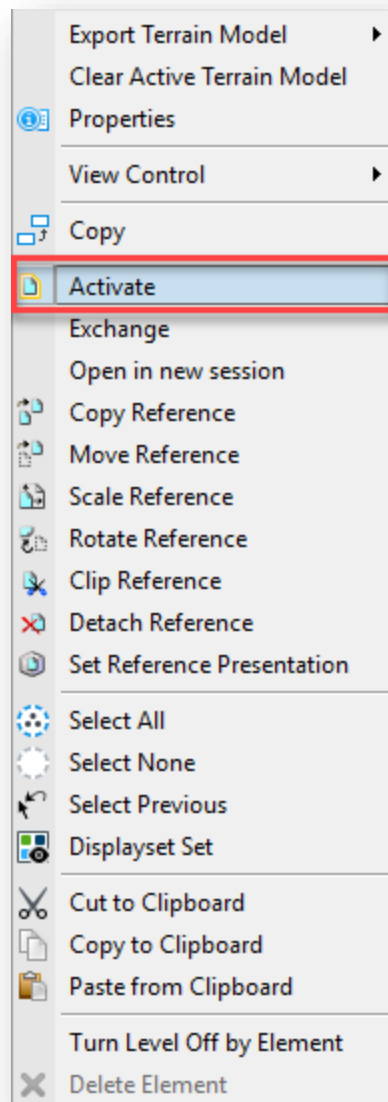 Export Terrain Model
Clear Active Terrain Model
Properties
View Control
Copy
Activate
Exchange
Open in new session
Copy Reference
Move Reference
Scale Reference
Rotate Reference
Clip Reference
Detach Reference
Set Reference Presentation
Select All
Select None
Select Previous
Displayset Set
Cut to Clipboard
Copy to Clipboard
Paste from Clipboard
Turn Level Off by Element
Delete Element